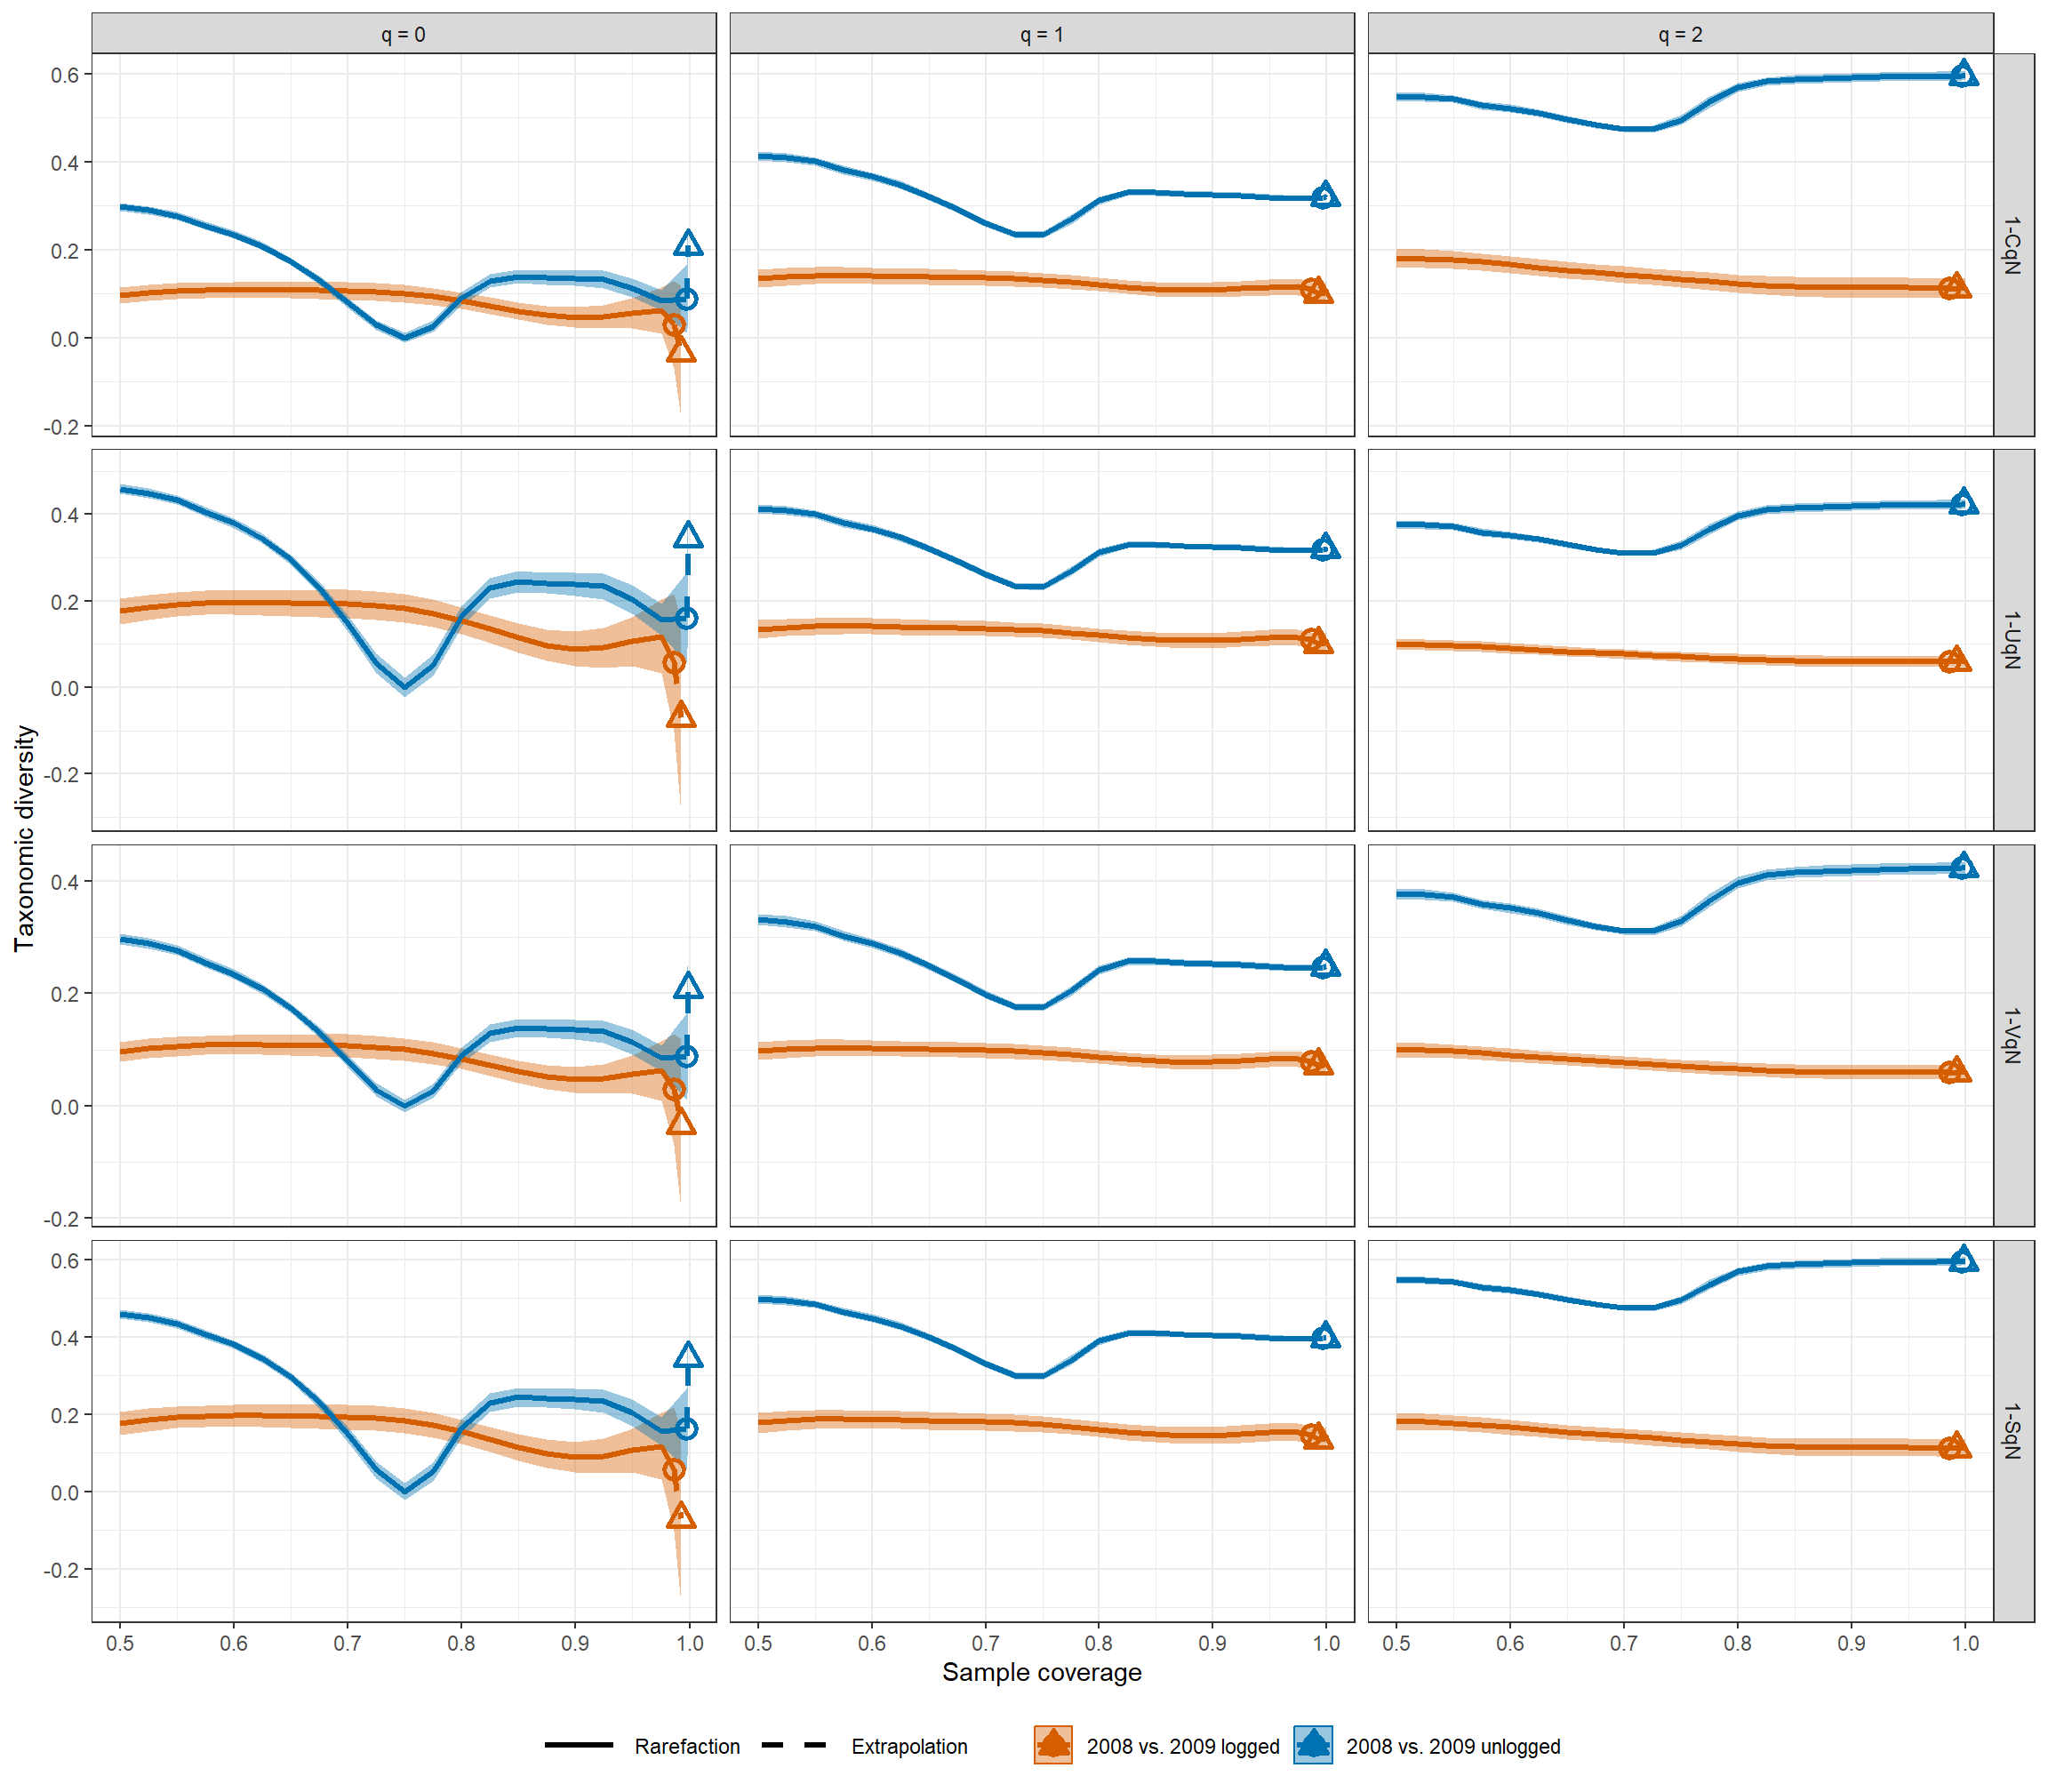 q = 0
q = 1
q = 2
0.6
0.4
0.2
0.0
-0.2
1-CqN
0.4
0.2
0.0
-0.2
1-UqN
0.4
0.2
0.0
-0.2
1-VqN
0.6
0.4
0.2
0.0
-0.2
1-SqN
Taxonomic diversity
0.5 0.6 0.7 0.8 0.9 1.0
0.5 0.6 0.7 0.8 0.9 1.0
0.5 0.6 0.7 0.8 0.9 1.0
Sample coverage
Rarefaction Extrapolation 2008 vs. 2009 logged 2008 vs. 2009 unlogged